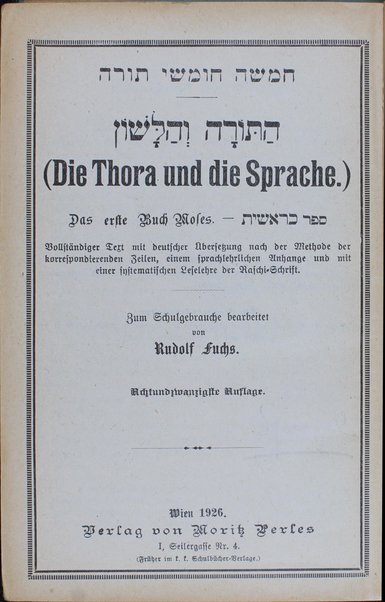 חמשה חומשי תורה
הַתּוֹרָה וְהַלָּשׁוֹן
(Die Thora und die Sprache.)
Das erste Buch Moses. — ספר בראשית
Vollständiger Text mit deutscher Übersetzung nach der Methode der
korrespondierenden Zeilen, einem sprachlehrlichen Anhange und mit
einer systematischen Leselehre der Raschi-Schrift.
Zum Schulgebrauche bearbeitet
von
Rudolf Fuchs.
Achtundzwanzigste Auflage.
Wien 1926.
Verlag von Moritz Perles
I, Seilergasse Nr. 4.
(Früher im k. k. Schulbücher-Verlage.)